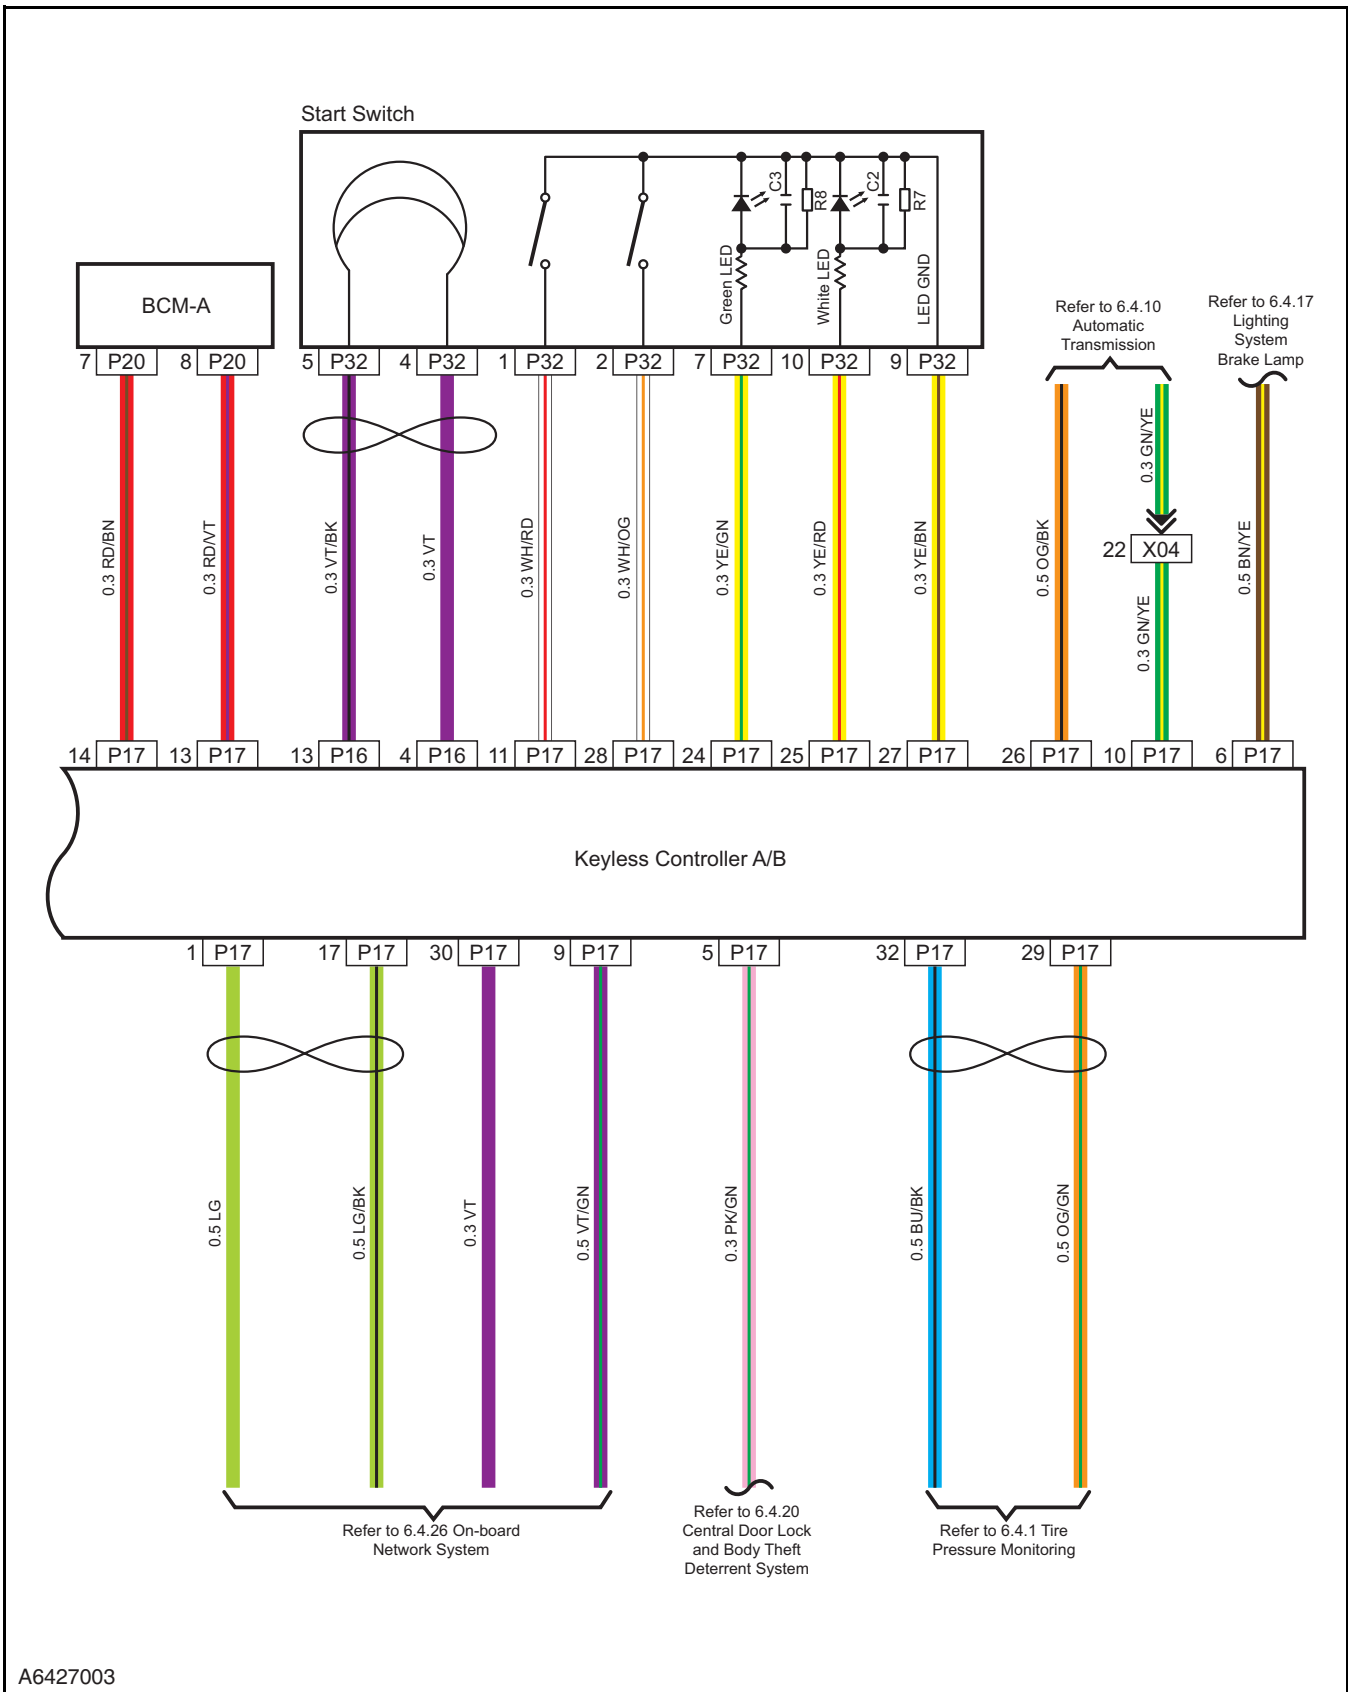 Start Switch
C3
R8
C2
R7
Green LED
White LED
LED GND
BCM-A
Refer to 6.4.10
Automatic
Transmission
Refer to 6.4.17
Lighting
System
Brake Lamp
7 P20
8 P20
5 P32
4 P32
1 P32
2 P32
7 P32
10 P32
9 P32
0.3 RD/BN
0.3 RD/VT
0.3 VT/BK
0.3 VT
0.3 WH/RD
0.3 WH/OG
0.3 YE/GN
0.3 YE/RD
0.3 YE/BN
0.5 OG/BK
0.3 GN/YE
22 X04
0.3 GN/YE
0.5 BN/YE
14 P17
13 P17
13 P16
4 P16
11 P17
28 P17
24 P17
25 P17
27 P17
26 P17
10 P17
6 P17
Keyless Controller A/B
1 P17
17 P17
30 P17
9 P17
5 P17
32 P17
29 P17
0.5 LG
0.5 LG/BK
0.3 VT
0.5 VT/GN
0.3 PK/GN
0.5 BU/BK
0.5 OG/GN
Refer to 6.4.26 On-board
Network System
Refer to 6.4.20
Central Door Lock
and Body Theft
Deterrent System
Refer to 6.4.1 Tire
Pressure Monitoring
A6427003